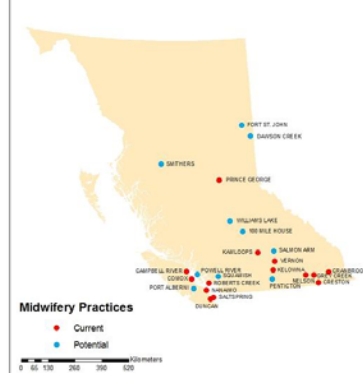 FORT ST. JOHN
DAWSON CREEK
SMITHERS
PRINCE GEORGE
WILLIAMS LAKE
100 MILE HOUSE
KAMLOOPS
SALMON ARM
VERNON
CAMPBELL RIVER
POWELL RIVER
KELOWNA
CRANBROOK
COMOX
SQUAMISH
NELSON
GREY CREEK
ROBERTS CREEK
PENTICTON
CRESTON
PORT ALBERNI
NANAIMO
SALTSPRING
DUNCAN
Midwifery Practices
Current
Potential
Kilometers
0 65 130 260 390 520